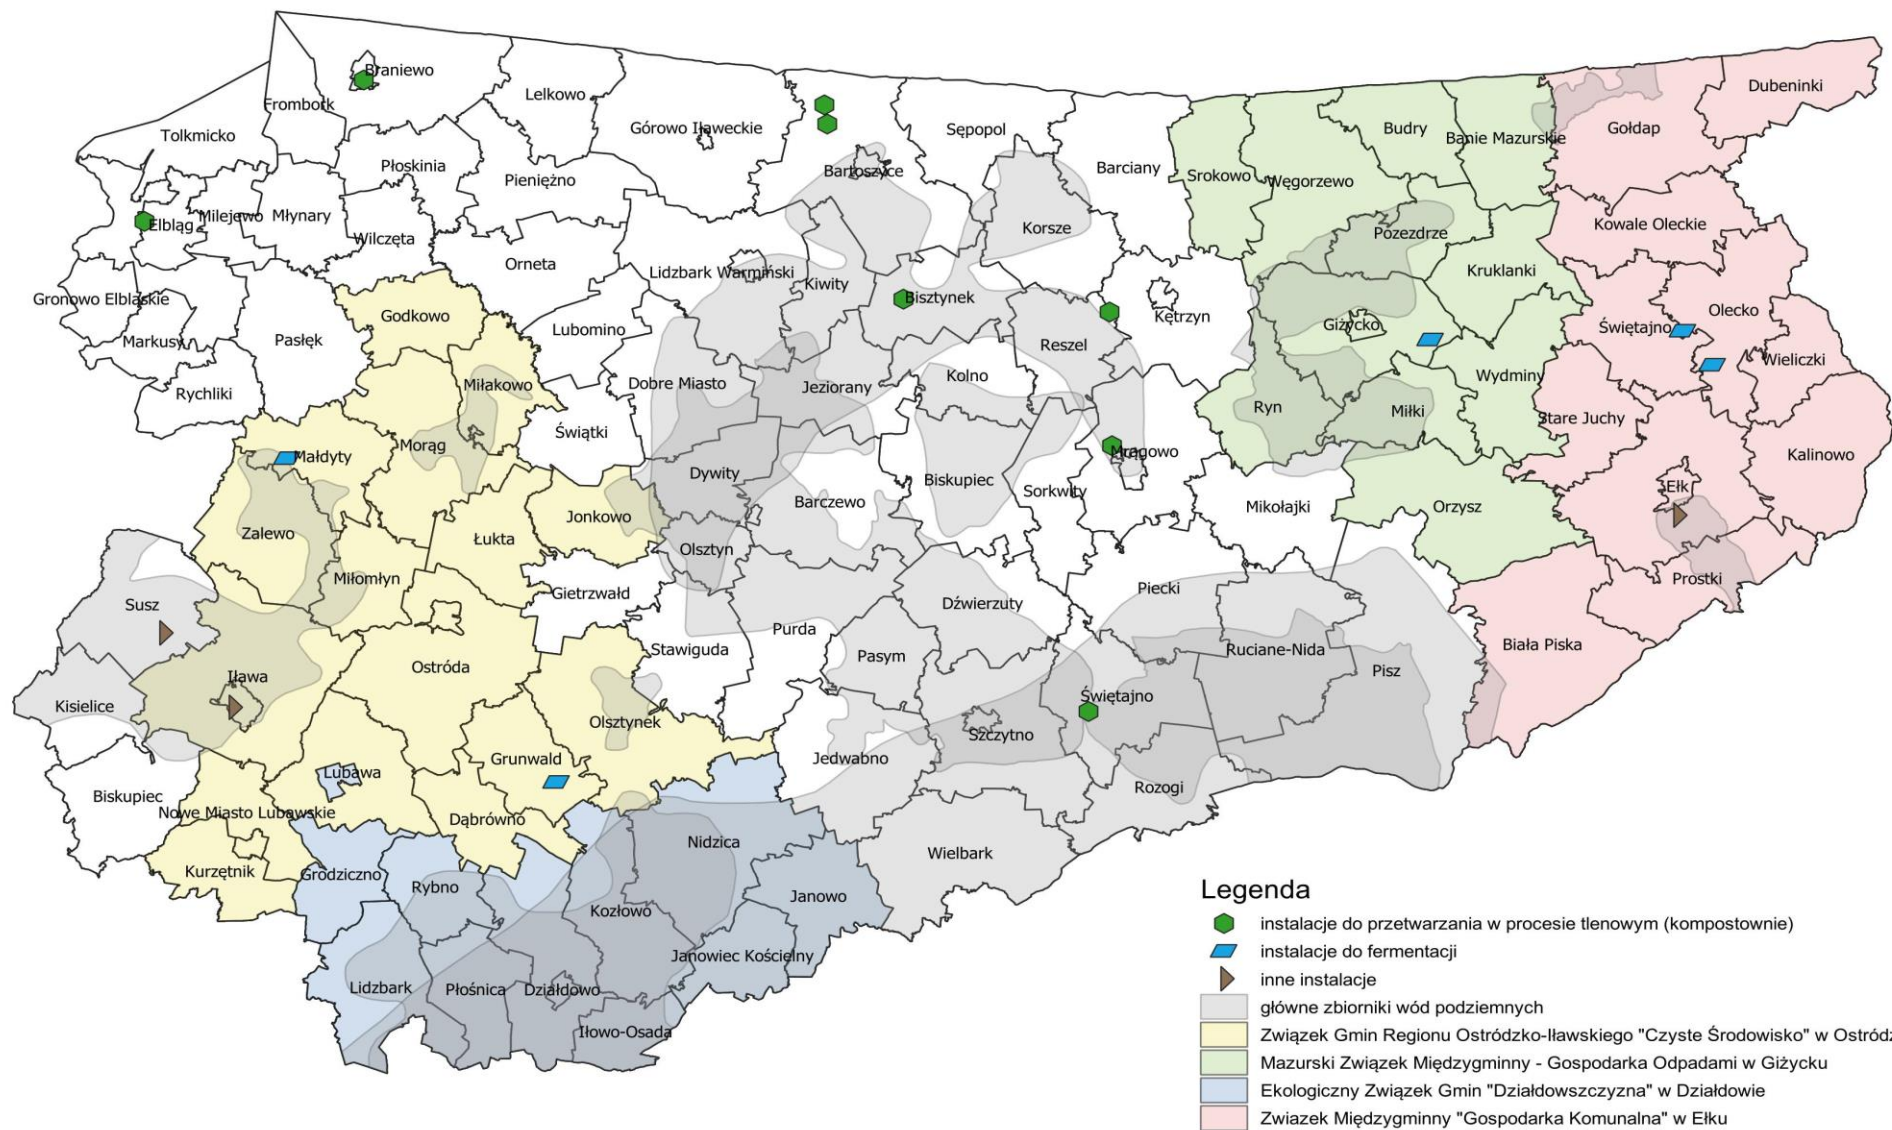 Braniewo
Dubeninki
Lelkowo
Frombork
Górowo Iławeckie
Sępopol
Budry
Gołdap
Tolkmicko
Banie Mazurskie
Płoskinia
Barciany
Bartoszyce
Srokowo
Węgorzewo
Pieniężno
Milejewo
Młynary
Elbląg
Korsze
Kowale Oleckie
Pozezdrze
Wilczęta
Orneta
Lidzbark Warmiński
Kruklanki
Kiwity
Gronowo Elbląskie
Bisztynek
Kętrzyn
Olecko
Godkowo
Giżycko
Lubomino
Świętajno
Markusy
Pasłęk
Reszel
Wieliczki
Kolno
Wydminy
Miłakowo
Dobre Miasto
Jeziorany
Rychliki
Ryn
Miłki
Stare Juchy
Świątki
Morąg
Mrągowo
Małdyty
Kalinowo
Dywity
Biskupiec
Ełk
Sorkwity
Barczewo
Mikołajki
Orzysz
Jonkowo
Zalewo
Łukta
Olsztyn
Miłomłyn
Prostki
Piecki
Gietrzwałd
Susz
Dźwierzuty
Purda
Biała Piska
Stawiguda
Ruciane-Nida
Pasym
Ostróda
Pisz
Iława
Świętajno
Kisielice
Olsztynek
Szczytno
Grunwald
Jedwabno
Lubawa
Rozogi
Biskupiec
Nowe Miasto Lubawskie
Dąbrówno
Nidzica
Wielbark
Kurzętnik
Grodziczno
Rybno
Janowo
Kozłowo
Janowiec Kościelny
Lidzbark
Płośnica
Działdowo
Iłowo-Osada
Legenda
instalacje do przetwarzania w procesie tlenowym (kompostownie)
instalacje do fermentacji
inne instalacje
główne zbiorniki wód podziemnych
Związek Gmin Regionu Ostródzko-Iławskiego "Czyste Środowisko" w Ostródz
Mazurski Związek Międzygminny - Gospodarka Odpadami w Giżycku
Ekologiczny Związek Gmin "Działdowszczyzna" w Działdowie
Zwiazek Międzygminny "Gospodarka Komunalna" w Ełku